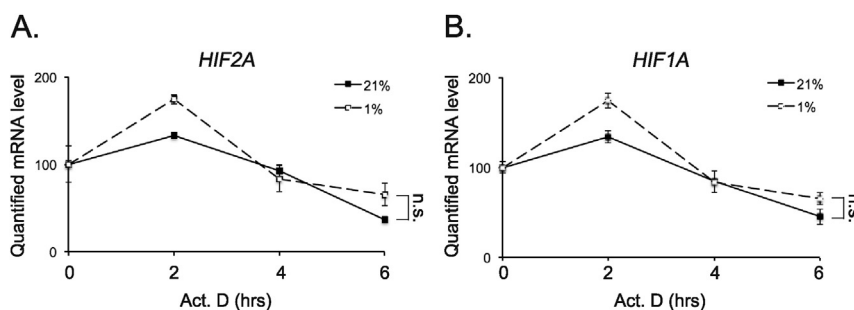 A.
HIF2A
Quantified mRNA level
200
100
0
0 2 4 6
Act. D (hrs)
21%
1%
n.s.
B.
HIF1A
Quantified mRNA level
200
100
0
0 2 4 6
Act. D (hrs)
21%
1%
n.s.